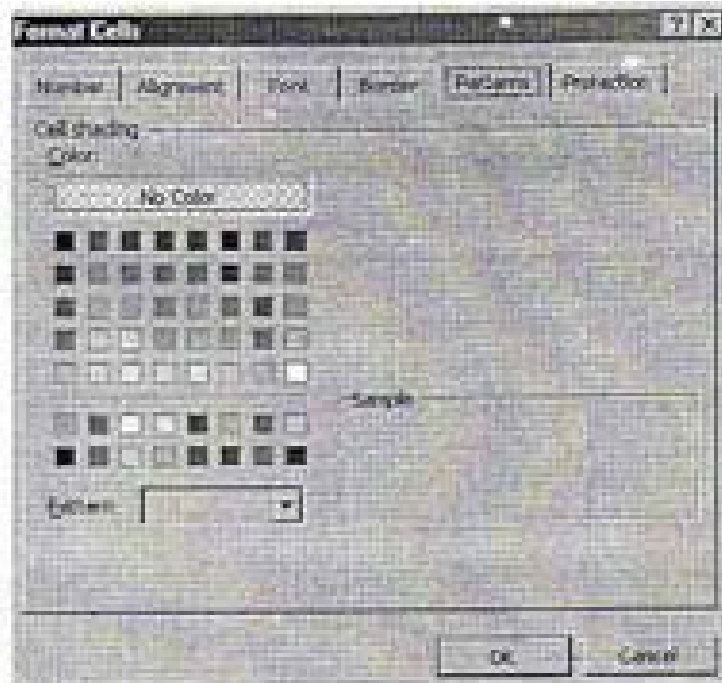 Format Cells
Number Alignment Font Border Patterns Protection
Cell shading
Color:
No Color
Sample
Pattern:
OK Cancel